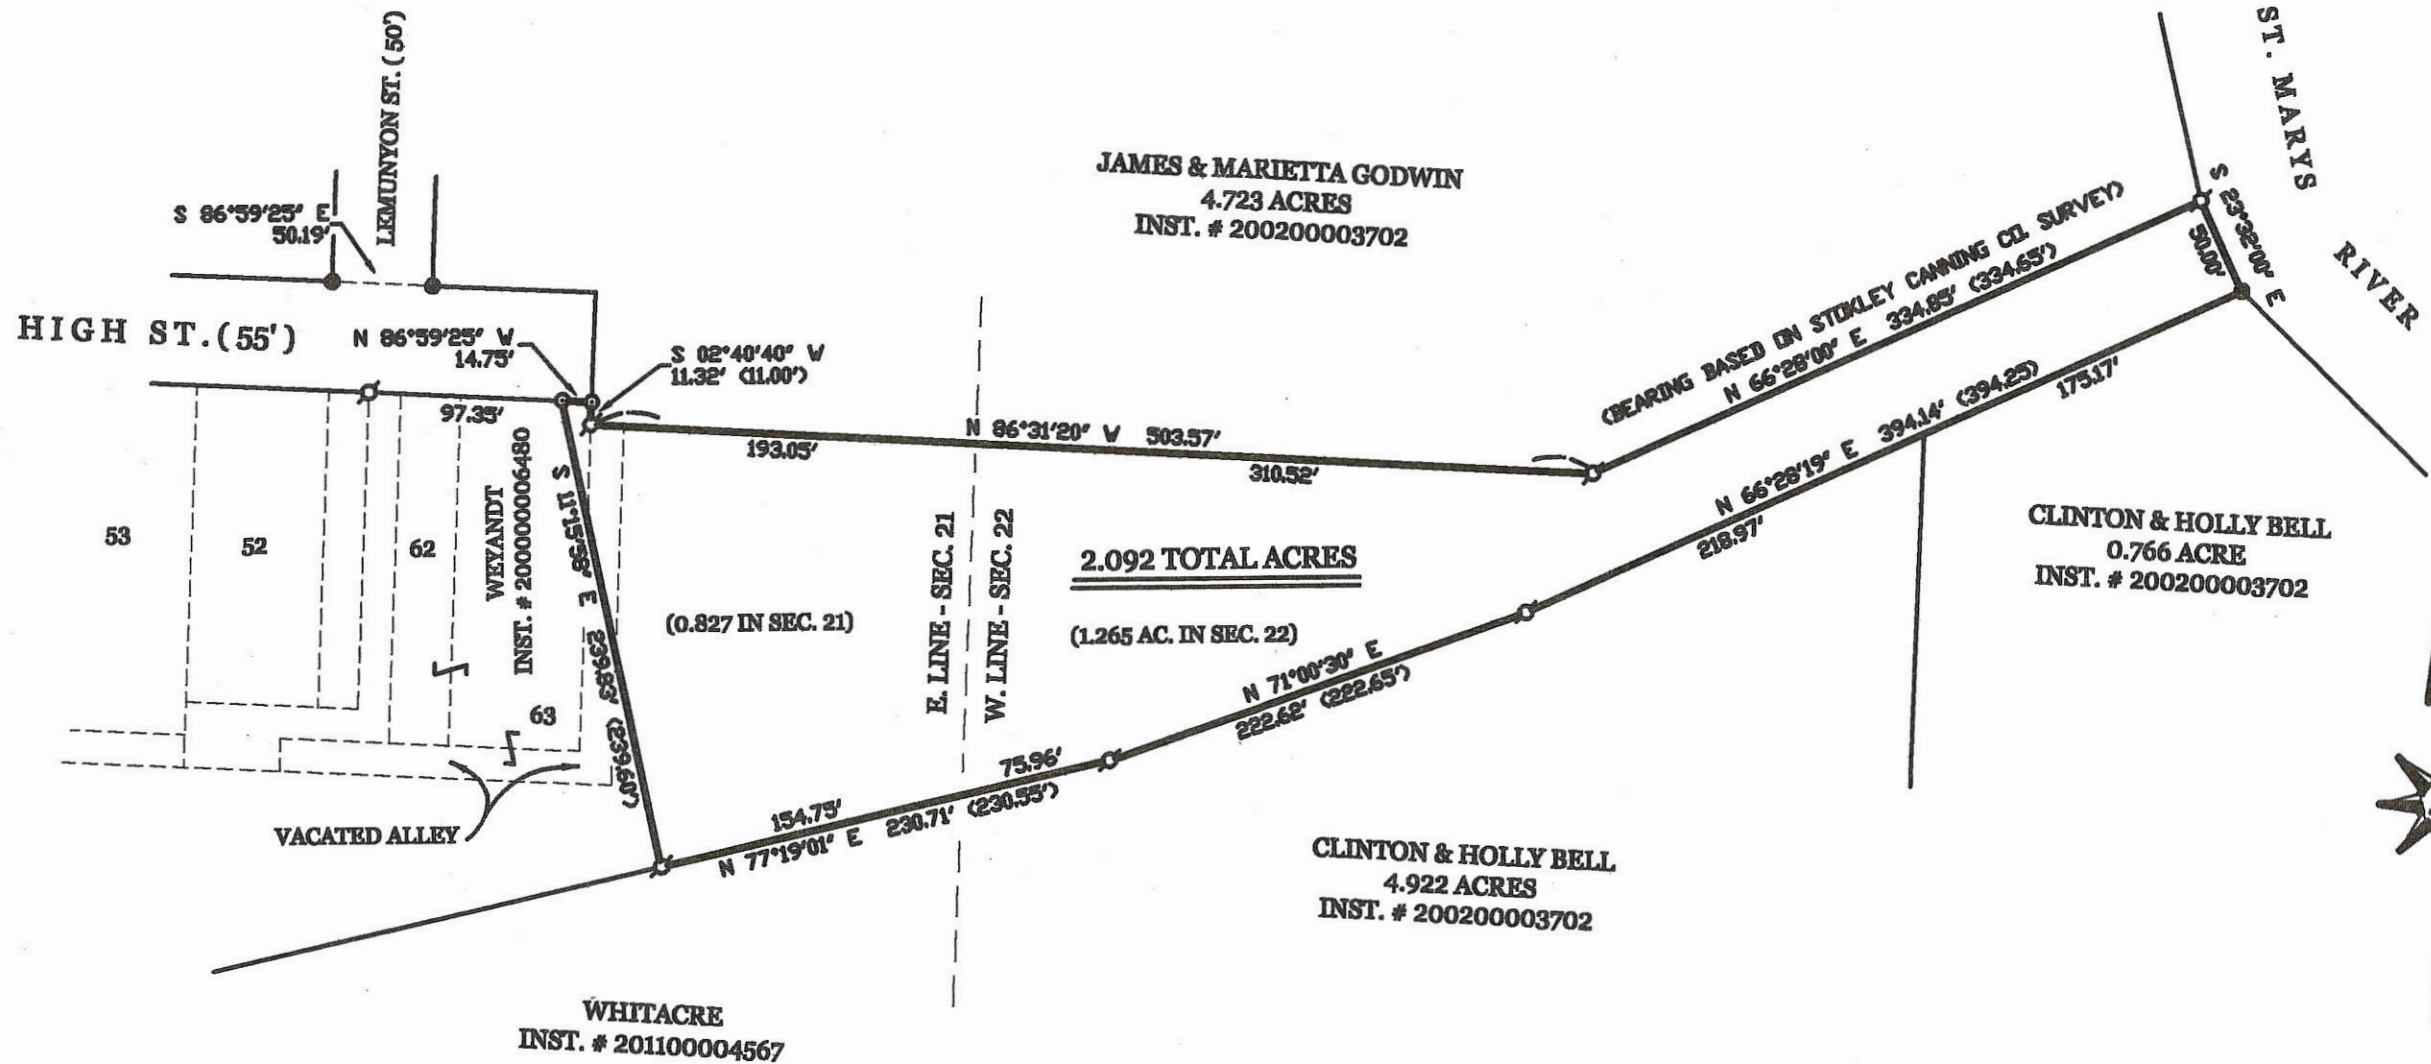 LEMUNYON ST. (50')
S 86°59'25" E
50.19'
HIGH ST. (55')
N 86°59'25" W
14.75'
S 02°40'40" W
11.32' (11.00')
97.35'
JAMES & MARIETTA GODWIN
4.723 ACRES
INST. # 200200003702
ST. MARYS
RIVER
S 23°32'00" E
50.00'
(BEARING BASED ON STOKLEY CANNING CO. SURVEY)
N 66°28'00" E 334.85' (334.65')
N 86°31'20" W 503.57'
193.05'
310.52'
N 66°28'19" E 394.14' (394.25)
175.17'
218.97'
53
52
62
WEYANDT
INST. # 200000006480
S 11°15'58" E 239.83' (239.60')
63
E. LINE - SEC. 21
W. LINE - SEC. 22
2.092 TOTAL ACRES
(0.827 IN SEC. 21)
(1.265 AC. IN SEC. 22)
CLINTON & HOLLY BELL
0.766 ACRE
INST. # 200200003702
N 71°00'30" E
222.62' (222.65')
75.96'
154.75'
N 77°19'01" E 230.71' (230.55')
VACATED ALLEY
CLINTON & HOLLY BELL
4.922 ACRES
INST. # 200200003702
WHITACRE
INST. # 201100004567